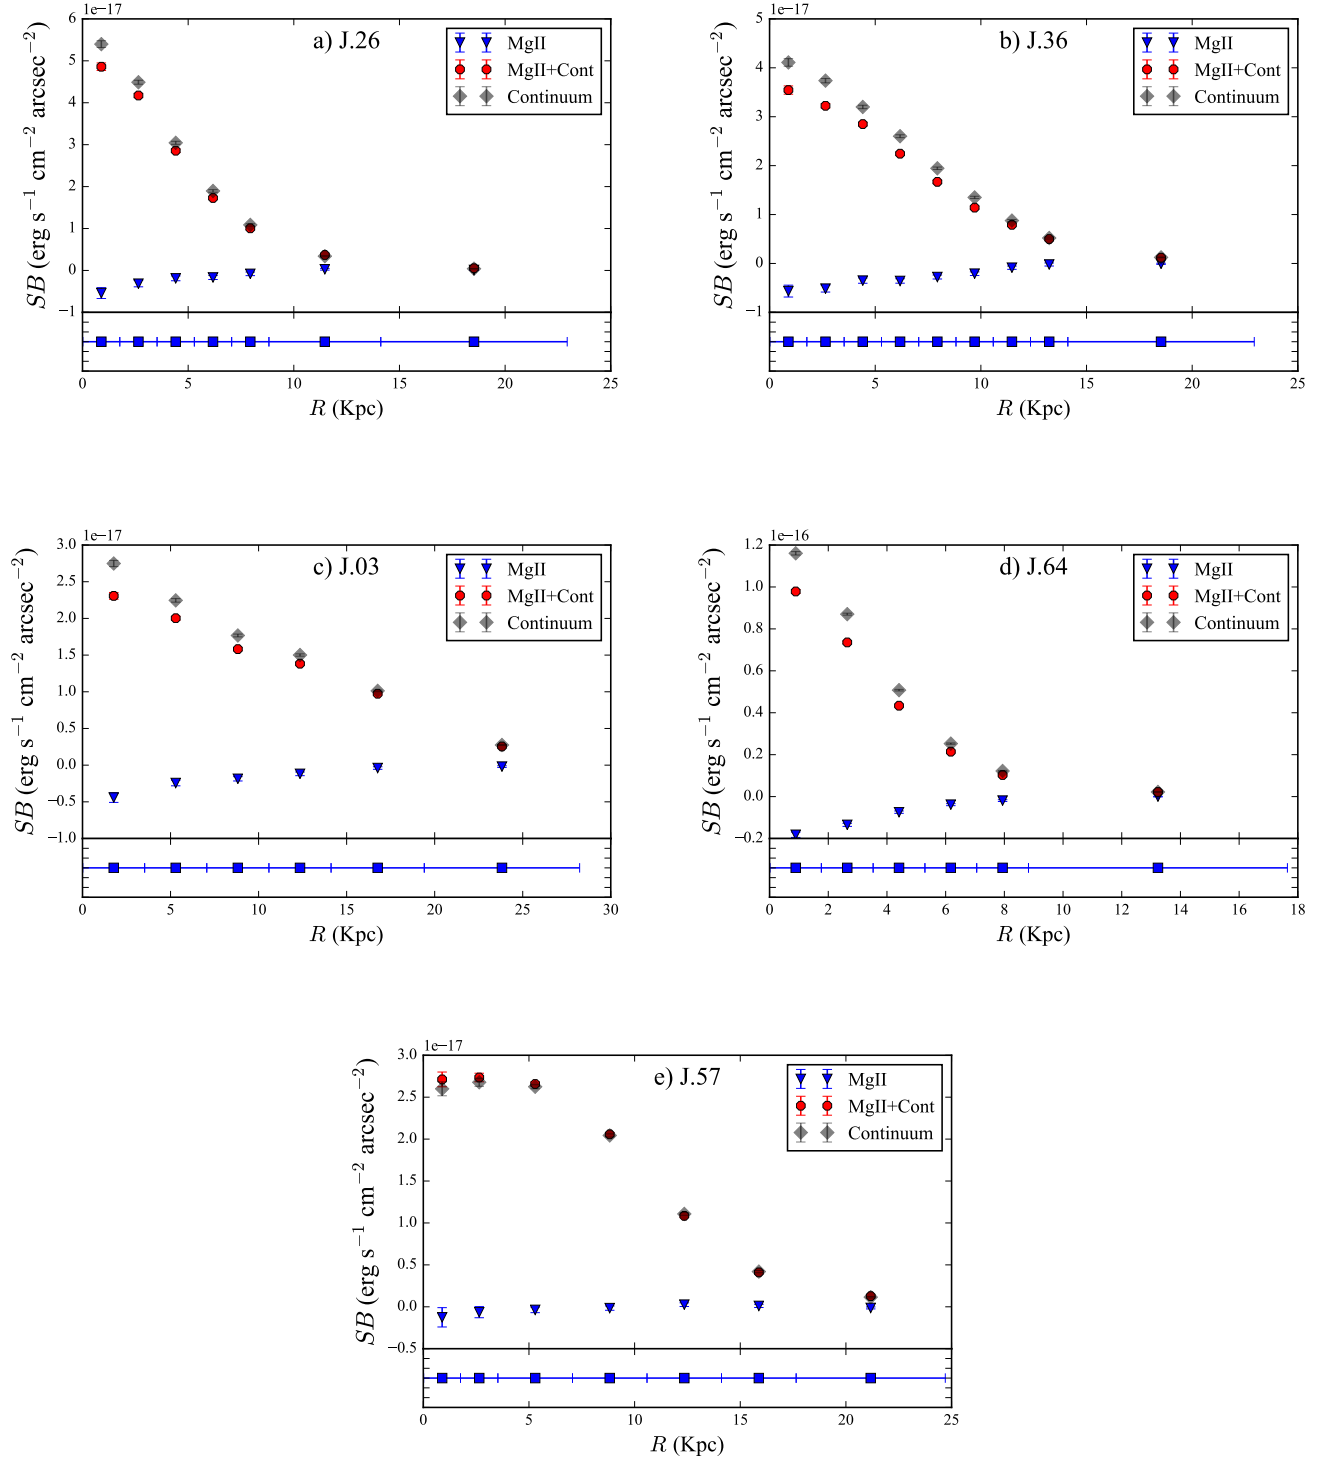 1e−17
a) J.26
MgII
MgII+Cont
Continuum
SB (erg s−1 cm−2 arcsec−2)
6
5
4
3
2
1
0
−1
0 5 10 15 20 25
R (Kpc)
1e−17
b) J.36
MgII
MgII+Cont
Continuum
SB (erg s−1 cm−2 arcsec−2)
5
4
3
2
1
0
−1
0 5 10 15 20 25
R (Kpc)
1e−17
c) J.03
MgII
MgII+Cont
Continuum
SB (erg s−1 cm−2 arcsec−2)
3.0
2.5
2.0
1.5
1.0
0.5
0.0
−0.5
−1.0
0 5 10 15 20 25 30
R (Kpc)
1e−16
d) J.64
MgII
MgII+Cont
Continuum
SB (erg s−1 cm−2 arcsec−2)
1.2
1.0
0.8
0.6
0.4
0.2
0.0
−0.2
0 2 4 6 8 10 12 14 16 18
R (Kpc)
1e−17
e) J.57
MgII
MgII+Cont
Continuum
SB (erg s−1 cm−2 arcsec−2)
3.0
2.5
2.0
1.5
1.0
0.5
0.0
−0.5
0 5 10 15 20 25
R (Kpc)